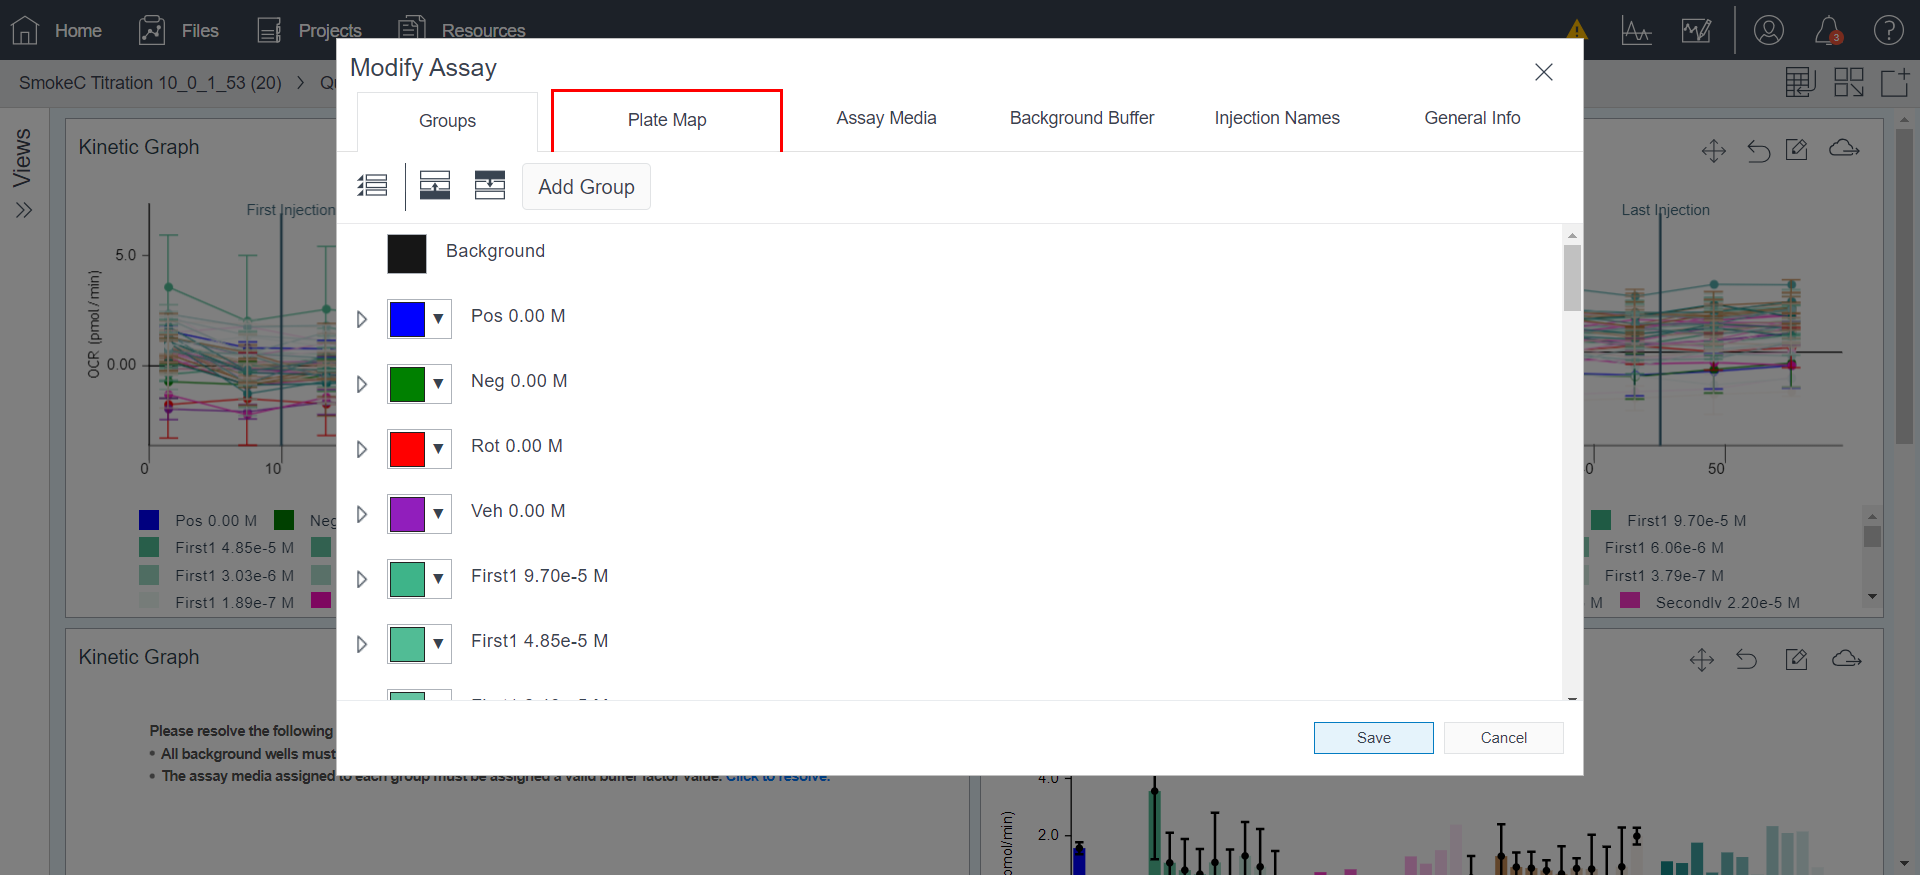 Home Files Projects Resources
3
SmokeC Titration 10_0_1_53 (20) > Qu
Modify Assay
Groups Plate Map Assay Media Background Buffer Injection Names General Info
Add Group
Background
Pos 0.00 M
Neg 0.00 M
Rot 0.00 M
Veh 0.00 M
First1 9.70e-5 M
First1 4.85e-5 M
Save Cancel
Views
Kinetic Graph
First Injection
5.0
0.00
OCR (pmol/min)
0 10
Pos 0.00 M Neg
First1 4.85e-5 M
First1 3.03e-6 M
First1 1.89e-7 M
Last Injection
0 50
First1 9.70e-5 M
First1 6.06e-6 M
First1 3.79e-7 M
M Secondly 2.20e-5 M
Kinetic Graph
Please resolve the following
• All background wells must
• The assay media assigned to each group must be assigned a valid buffer factor value. Click to resolve.
4.0
2.0
pmol/min)